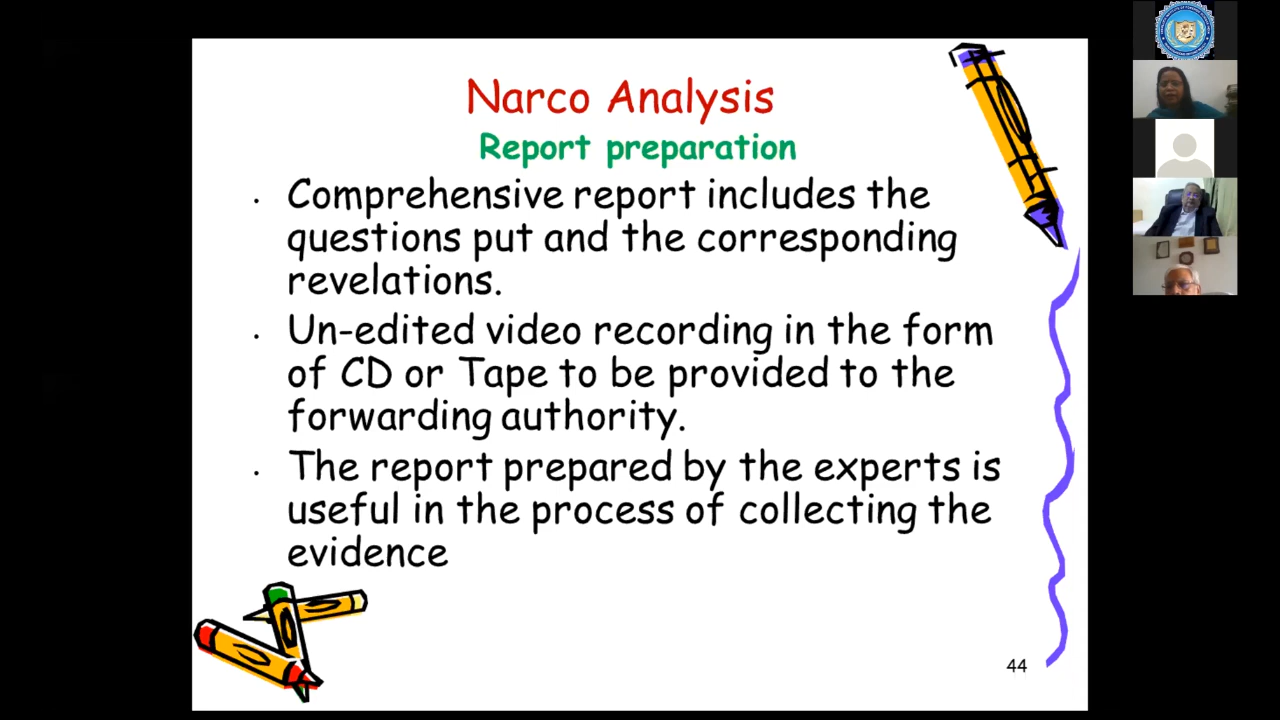 Narco Analysis
Report preparation
• Comprehensive report includes the
questions put and the corresponding
revelations.
• Un-edited video recording in the form
of CD or Tape to be provided to the
forwarding authority.
• The report prepared by the experts is
useful in the process of collecting the
evidence
44